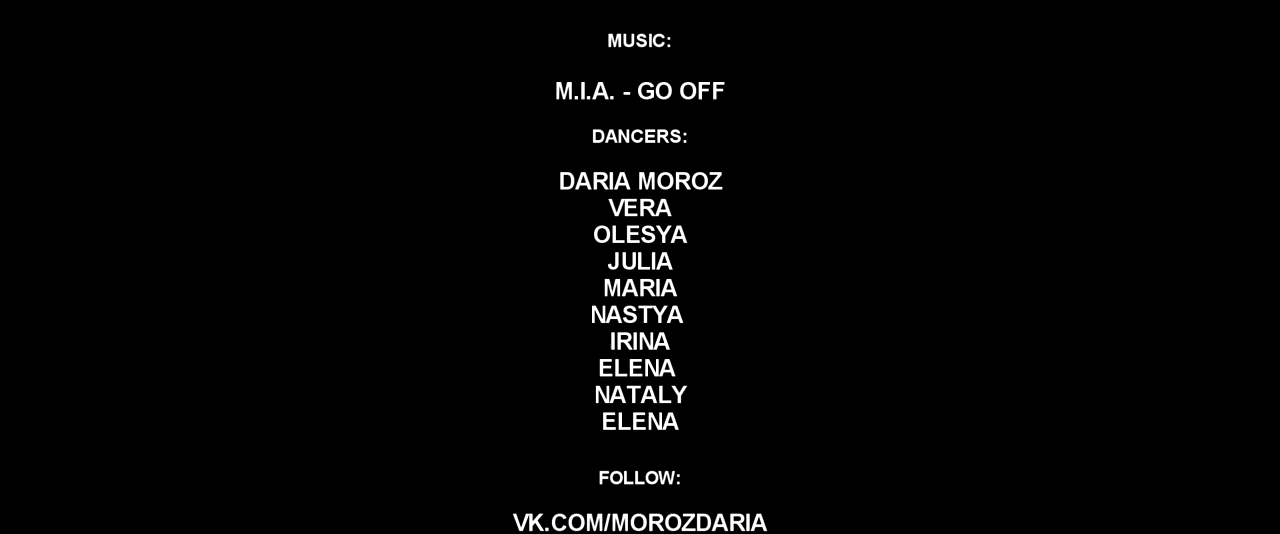 MUSIC:
M.I.A. - GO OFF
DANCERS:
DARIA MOROZ
VERA
OLESYA
JULIA
MARIA
NASTYA
IRINA
ELENA
NATALY
ELENA
FOLLOW:
VK.COM/MOROZDARIA